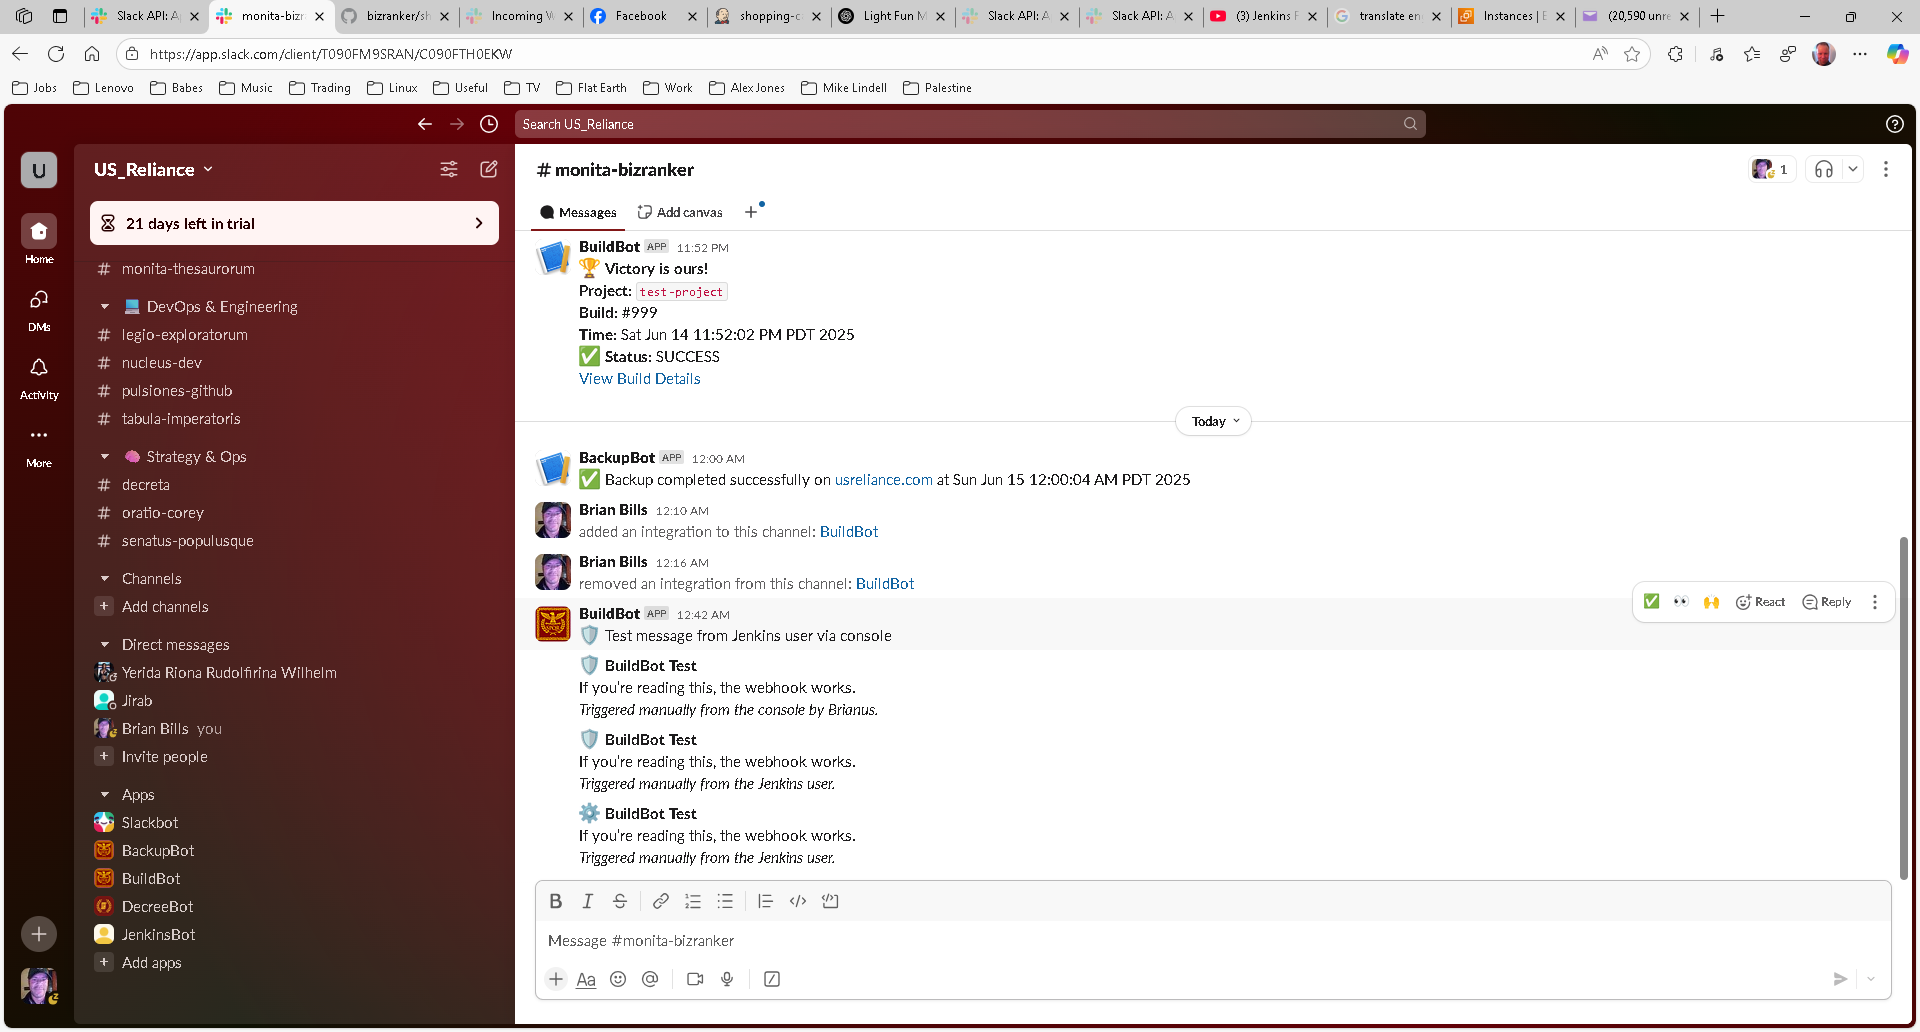 Slack API: A
monita-bizr
bizranker/sh
Incoming W
Facebook
shopping-c
Light Fun M
Slack API: A
Slack API: A
(3) Jenkins F
translate en
Instances | E
(20,590 unre
https://app.slack.com/client/T090FM9SRAN/C090FTH0EKW
Jobs
Lenovo
Babes
Music
Trading
Linux
Useful
TV
Flat Earth
Work
Alex Jones
Mike Lindell
Palestine
Search US_Reliance
U
Home
DMs
Activity
More
US_Reliance
21 days left in trial
# monita-thesaurorum
DevOps & Engineering
# legio-exploratorum
# nucleus-dev
# pulsiones-github
# tabula-imperatoris
Strategy & Ops
# decreta
# oratio-corey
# senatus-populusque
Channels
+ Add channels
Direct messages
Yerida Riona Rudolfirina Wilhelm
Jirab
Brian Bills you
+ Invite people
Apps
Slackbot
BackupBot
BuildBot
DecreeBot
JenkinsBot
+ Add apps
# monita-bizranker
1
Messages
Add canvas
BuildBot APP 11:52 PM
🏆 Victory is ours!
Project: test-project
Build: #999
Time: Sat Jun 14 11:52:02 PM PDT 2025
✅ Status: SUCCESS
View Build Details
Today
BackupBot APP 12:00 AM
✅ Backup completed successfully on usreliance.com at Sun Jun 15 12:00:04 AM PDT 2025
Brian Bills 12:10 AM
added an integration to this channel: BuildBot
Brian Bills 12:16 AM
removed an integration from this channel: BuildBot
React
Reply
BuildBot APP 12:42 AM
🛡️ Test message from Jenkins user via console
🛡️ BuildBot Test
If you're reading this, the webhook works.
Triggered manually from the console by Brianus.
🛡️ BuildBot Test
If you're reading this, the webhook works.
Triggered manually from the Jenkins user.
⚙️ BuildBot Test
If you're reading this, the webhook works.
Triggered manually from the Jenkins user.
B I S
Message #monita-bizranker
Aa